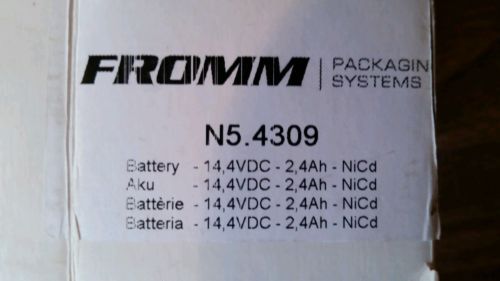 FROMM PACKAGIN
SYSTEMS
N5.4309
Battery - 14,4VDC - 2,4Ah - NiCd
Aku - 14,4VDC - 2,4Ah - NiCd
Battèrie - 14,4VDC - 2,4Ah - NiCd
Batteria - 14,4VDC - 2,4Ah - NiCd